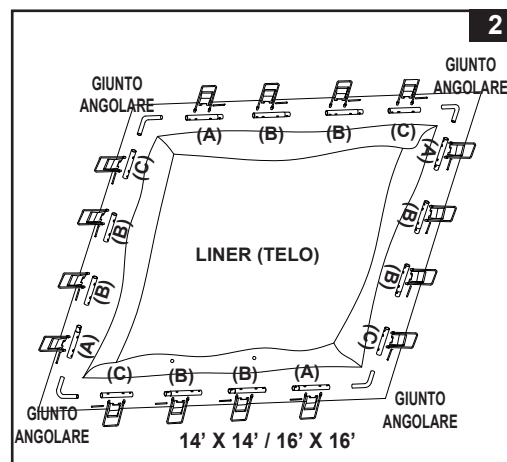 2
GIUNTO
ANGOLARE
GIUNTO
ANGOLARE
(A)
(B)
(B)
(C)
(C)
(A)
(B)
(B)
LINER (TELO)
(B)
(B)
(A)
(C)
(C)
(B)
(B)
(A)
GIUNTO
ANGOLARE
GIUNTO
ANGOLARE
14’ X 14’ / 16’ X 16’